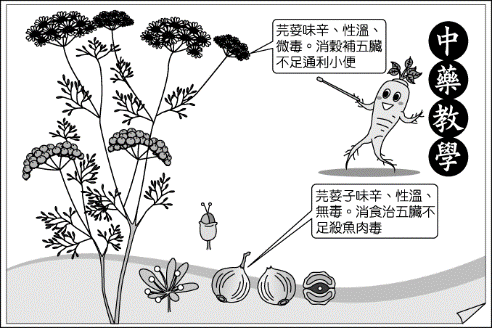 芫荽味辛、性溫、
微毒。消穀補五臟
不足通利小便
中藥教學
芫荽子味辛、性溫、
無毒。消食治五臟不
足殺魚肉毒